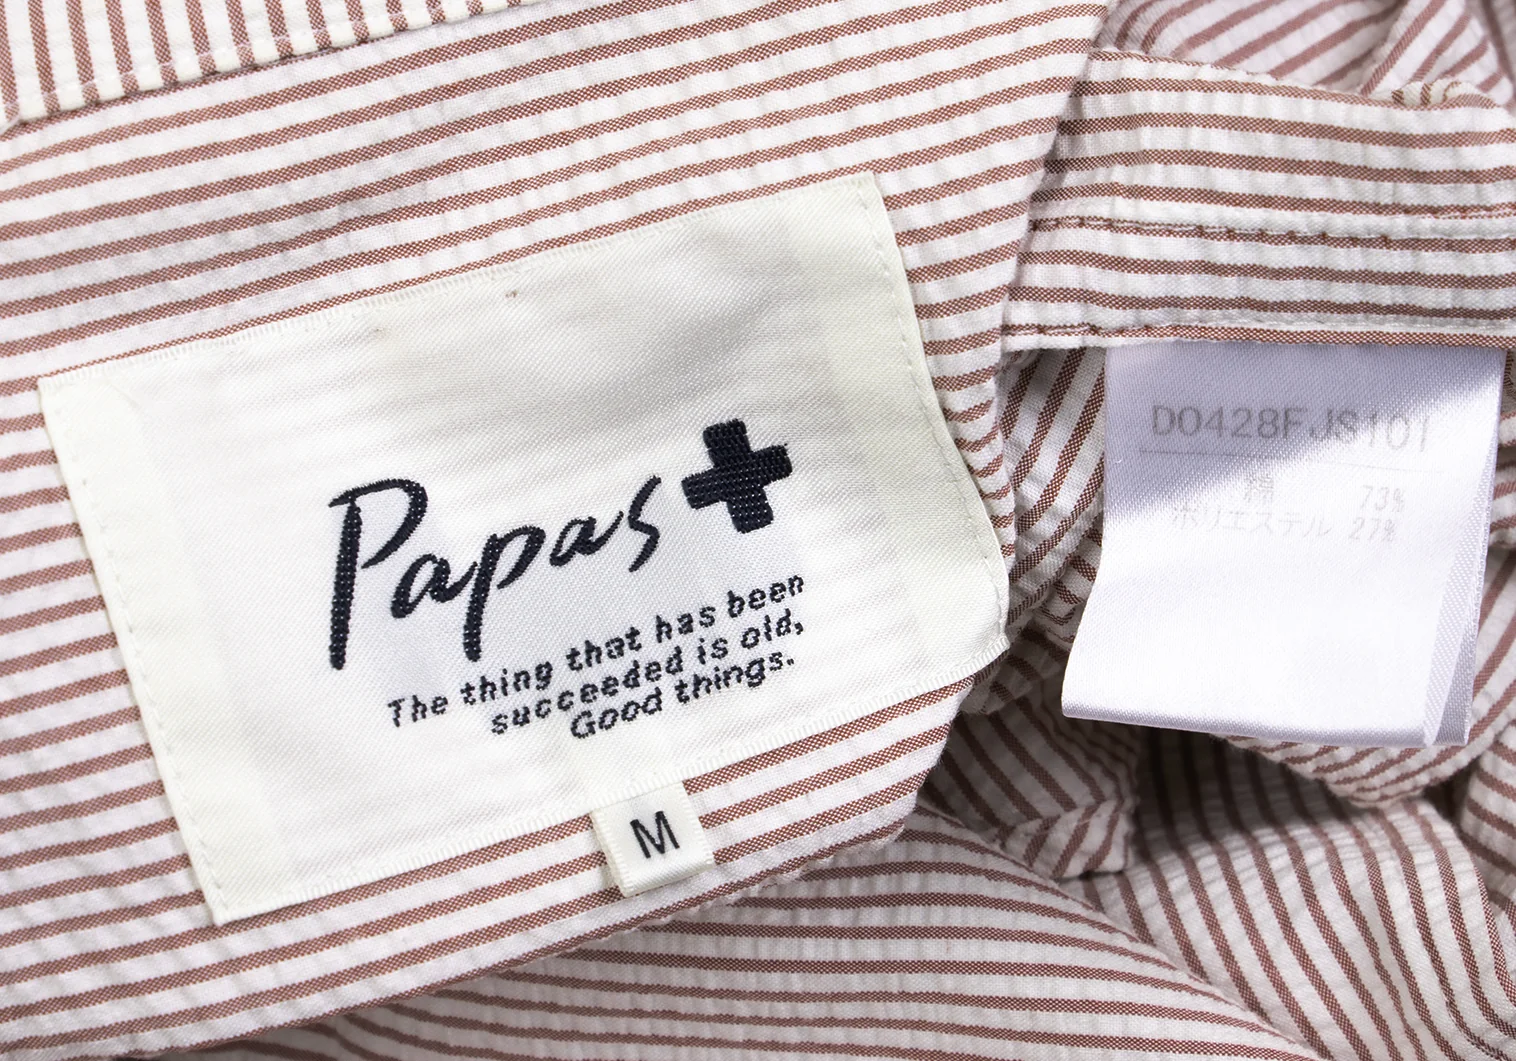 Papas+
The thing that has been
succeeded is old,
Good things.
M
D0428FJS101
綿 73%
ポリエステル 27%